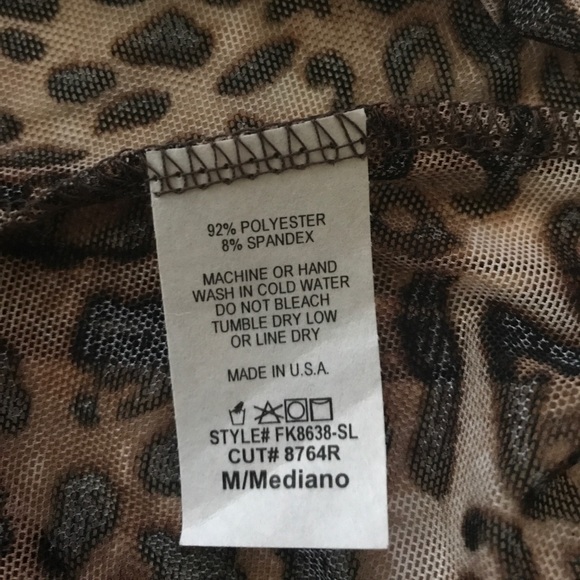 92% POLYESTER
8% SPANDEX
MACHINE OR HAND
WASH IN COLD WATER
DO NOT BLEACH
TUMBLE DRY LOW
OR LINE DRY
MADE IN U.S.A.
STYLE# FK8638-SL
CUT# 8764R
M/Mediano